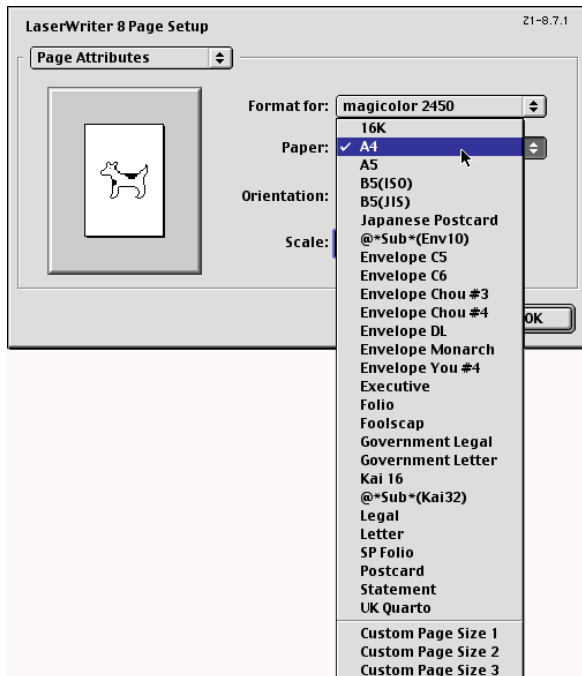 LaserWriter 8 Page Setup
Z1-8.7.1
Page Attributes
Format for: magicolor 2450
Paper:
16K
✓ A4
A5
B5(ISO)
Orientation:
B5(JIS)
Japanese Postcard
Scale:
@*Sub*(Env10)
Envelope C5
Envelope C6
Envelope Chou #3
Envelope Chou #4
OK
Envelope DL
Envelope Monarch
Envelope You #4
Executive
Folio
Foolscap
Government Legal
Government Letter
Kai 16
@*Sub*(Kai32)
Legal
Letter
SP Folio
Postcard
Statement
UK Quarto
Custom Page Size 1
Custom Page Size 2
Custom Page Size 3